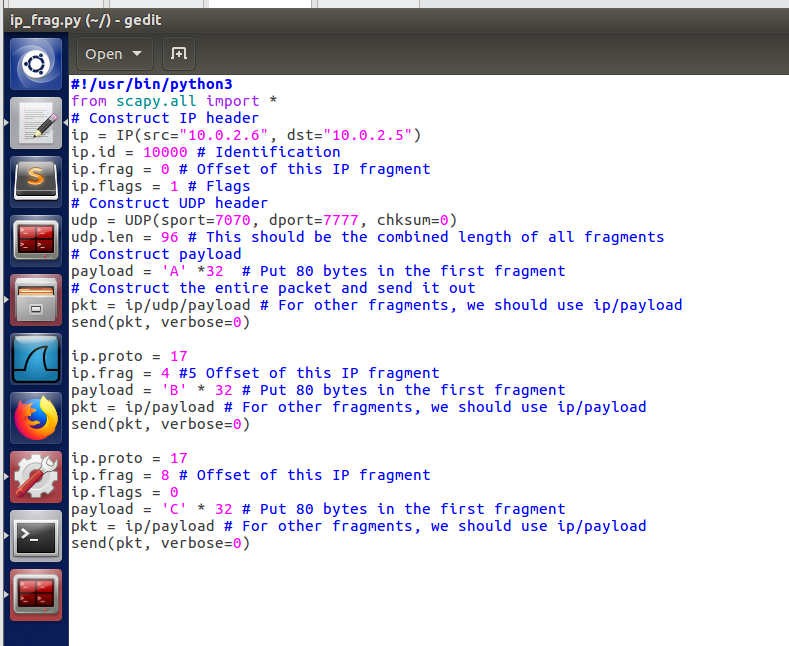 ip_frag.py (~/) - gedit
Open
#!/usr/bin/python3
from scapy.all import *
# Construct IP header
ip = IP(src="10.0.2.6", dst="10.0.2.5")
ip.id = 10000 # Identification
ip.frag = 0 # Offset of this IP fragment
ip.flags = 1 # Flags
# Construct UDP header
udp = UDP(sport=7070, dport=7777, chksum=0)
udp.len = 96 # This should be the combined length of all fragments
# Construct payload
payload = 'A' *32  # Put 80 bytes in the first fragment
# Construct the entire packet and send it out
pkt = ip/udp/payload # For other fragments, we should use ip/payload
send(pkt, verbose=0)
ip.proto = 17
ip.frag = 4 #5 Offset of this IP fragment
payload = 'B' * 32 # Put 80 bytes in the first fragment
pkt = ip/payload # For other fragments, we should use ip/payload
send(pkt, verbose=0)
ip.proto = 17
ip.frag = 8 # Offset of this IP fragment
ip.flags = 0
payload = 'C' * 32 # Put 80 bytes in the first fragment
pkt = ip/payload # For other fragments, we should use ip/payload
send(pkt, verbose=0)